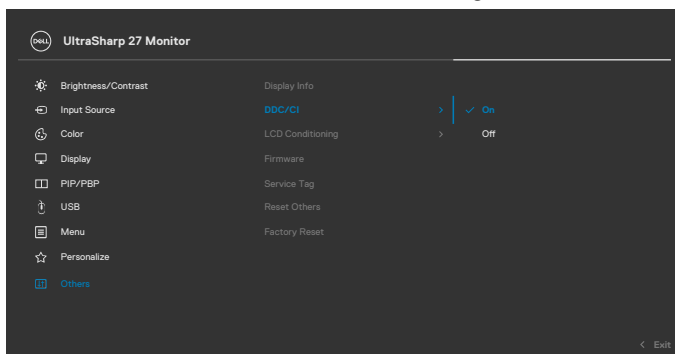 DELL UltraSharp 27 Monitor
Brightness/Contrast Display Info
Input Source DDC/CI > ✓ On
Color LCD Conditioning > Off
Display Firmware
PIP/PBP Service Tag
USB Reset Others
Menu Factory Reset
Personalize
Others
< Exit